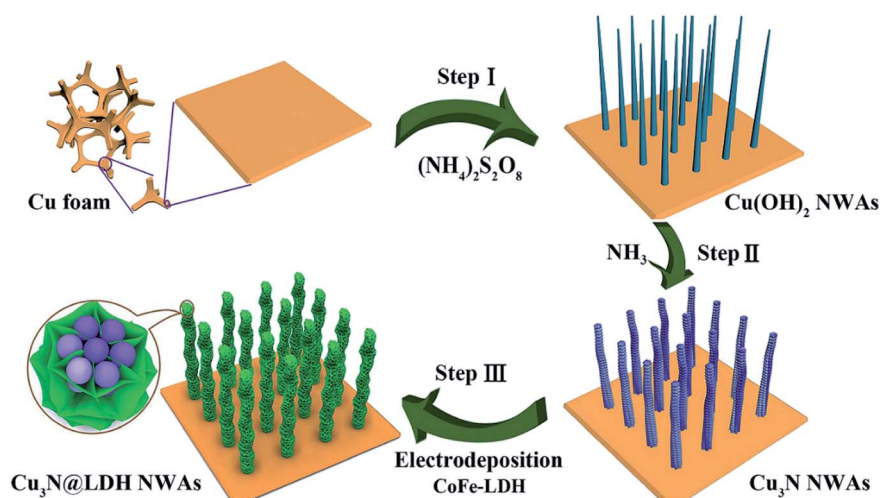 Cu foam
Step Ⅰ
(NH₄)₂S₂O₈
Cu(OH)₂ NWAs
NH₃
Step Ⅱ
Cu₃N NWAs
Step Ⅲ
Electrodeposition
CoFe-LDH
Cu₃N@LDH NWAs